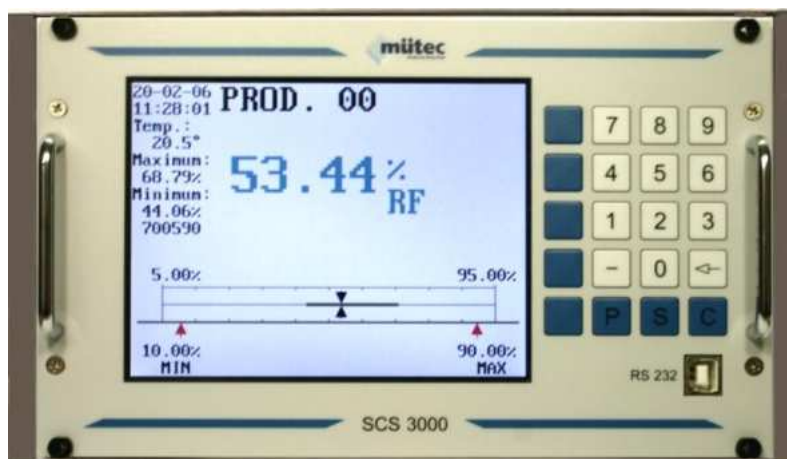 mütec
20-02-06
11:28:01
PROD. 00
Temp.:
20.5°
Maximum:
68.79%
Minimum:
44.06%
700590
53.44%
RF
5.00%
95.00%
10.00%
MIN
90.00%
MAX
7 8 9
4 5 6
1 2 3
- 0
P S C
RS 232
SCS 3000